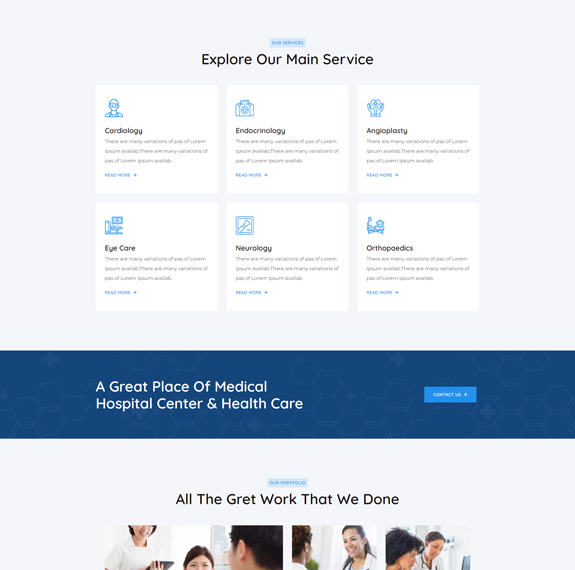 OUR SERVICES
Explore Our Main Service
Cardiology
There are many variations of pas of Lorem
Ipsum availab.There are many variations of
pas of Lorem Ipsum availab.
READ MORE
Endocrinology
There are many variations of pas of Lorem
Ipsum availab.There are many variations of
pas of Lorem Ipsum availab.
READ MORE
Angioplasty
There are many variations of pas of Lorem
Ipsum availab.There are many variations of
pas of Lorem Ipsum availab.
READ MORE
Eye Care
There are many variations of pas of Lorem
Ipsum availab.There are many variations of
pas of Lorem Ipsum availab.
READ MORE
Neurology
There are many variations of pas of Lorem
Ipsum availab.There are many variations of
pas of Lorem Ipsum availab.
READ MORE
Orthopaedics
There are many variations of pas of Lorem
Ipsum availab.There are many variations of
pas of Lorem Ipsum availab.
READ MORE
A Great Place Of Medical
Hospital Center & Health Care
CONTACT US
OUR PORTFOLIO
All The Gret Work That We Done